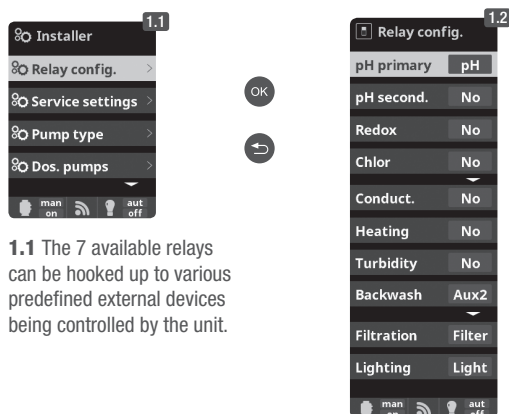 1.1
Installer
Relay config.
Service settings
Pump type
Dos. pumps
man on aut off
OK
1.1 The 7 available relays
can be hooked up to various
predefined external devices
being controlled by the unit.
1.2
Relay config.
pH primary pH
pH second. No
Redox No
Chlor No
Conduct. No
Heating No
Turbidity No
Backwash Aux2
Filtration Filter
Lighting Light
man on aut off